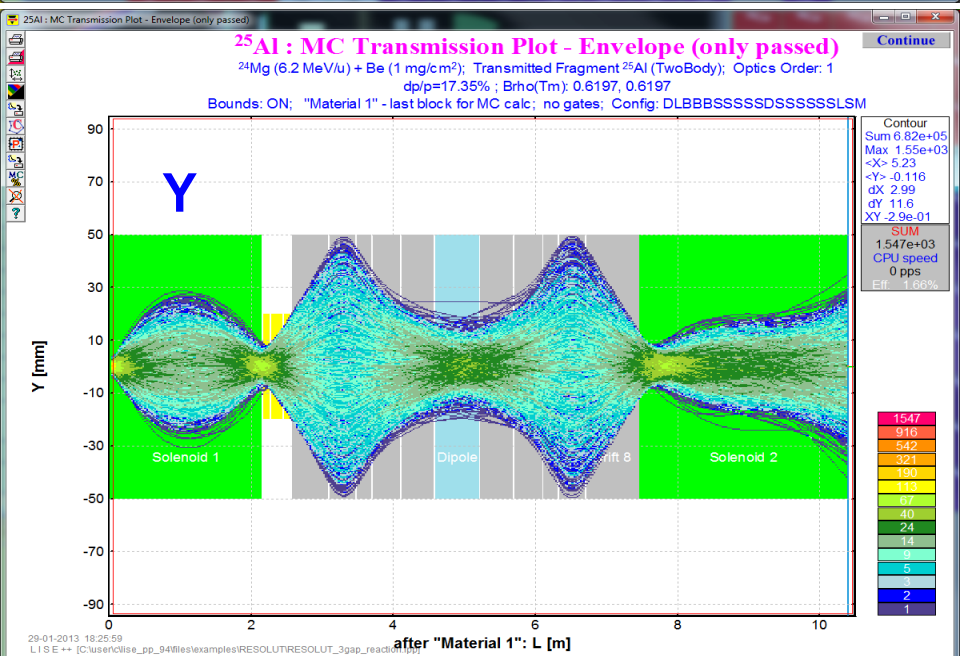 25Al : MC Transmission Plot - Envelope (only passed)
25Al : MC Transmission Plot - Envelope (only passed)
Continue
24Mg (6.2 MeV/u) + Be (1 mg/cm2); Transmitted Fragment 25Al (TwoBody); Optics Order: 1
dp/p=17.35% ; Brho(Tm): 0.6197, 0.6197
Bounds: ON; "Material 1" - last block for MC calc; no gates; Config: DLBBBSSSSSDSSSSSSLSM
Contour
Sum 6.82e+05
Max 1.55e+03
<X> 5.23
<Y> -0.116
dX 2.99
dY 11.6
XY -2.9e-01
SUM
1.547e+03
CPU speed
0 pps
Eff: 1.66%
MC
%
?
Y
90
70
50
30
10
-10
-30
-50
-70
-90
Y [mm]
Solenoid 1
Dipole
rift 8
Solenoid 2
1547
916
542
321
190
113
67
40
24
14
9
5
3
2
1
0
2
4
6
8
10
after "Material 1": L [m]
29-01-2013 18:25:59
L I S E ++ [C:\user\c\lise_pp_94\files\examples\RESOLUT\RESOLUT_3gap_reaction.lpp]